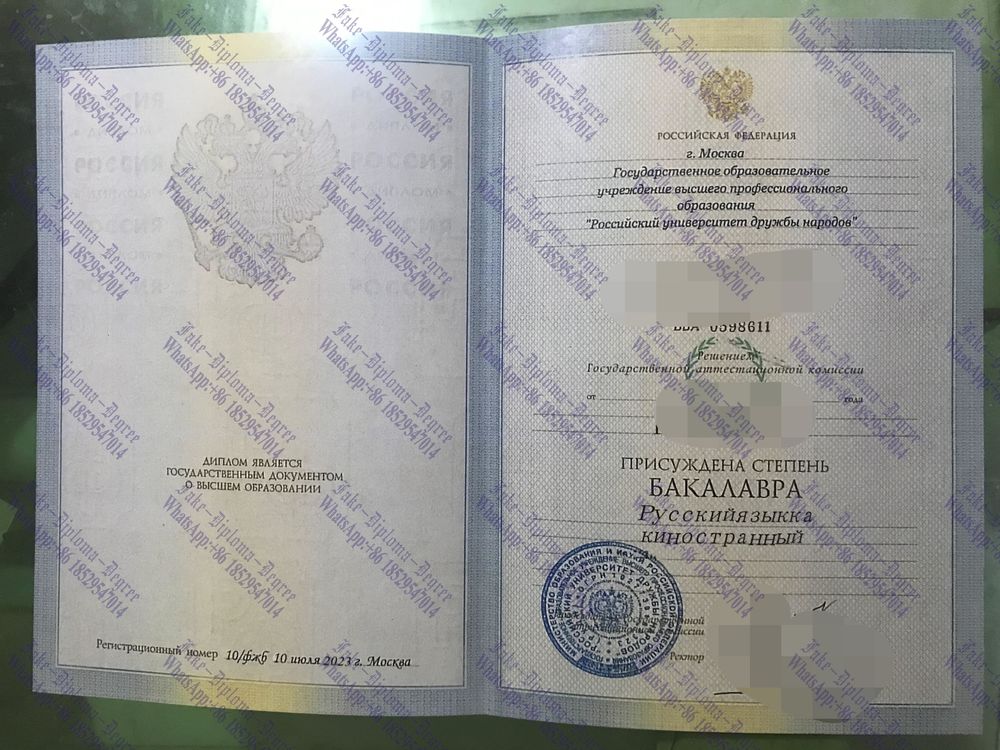 ДИПЛОМ ЯВЛЯЕТСЯ
ГОСУДАРСТВЕННЫМ ДОКУМЕНТОМ
О ВЫСШЕМ ОБРАЗОВАНИИ
Регистрационный номер 10/фжб 10 июля 2023 г. Москва
РОССИЙСКАЯ ФЕДЕРАЦИЯ
г. Москва
Государственное образовательное
учреждение высшего профессионального
образования
"Российский университет дружбы народов"
0598611
Решением
Государственной аттестационной комиссии
от года
ПРИСУЖДЕНА СТЕПЕНЬ
БАКАЛАВРА
Русскийязыкка
киностранный
Ректор
Fake-Diploma-Degree
WhatsApp:+86 18529547014